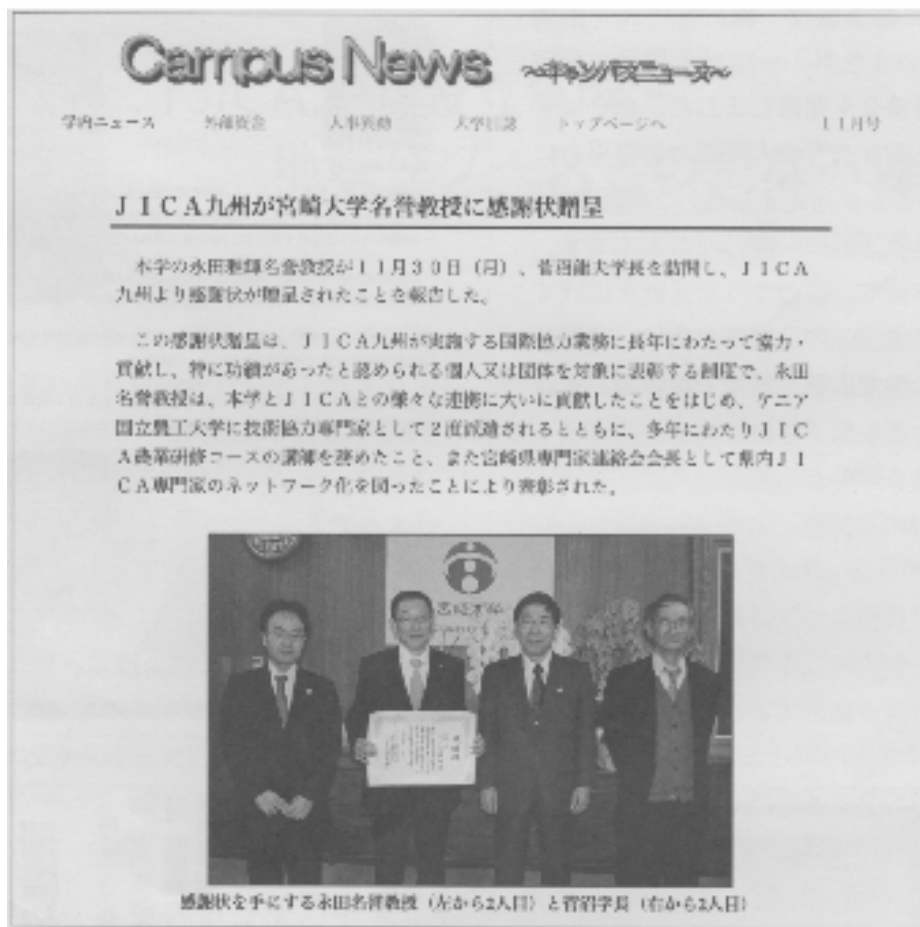 Campus News ～キャンパスニュース～
学内ニュース 外部資金 人事異動 大学日誌 トップページへ 11月号
ＪＩＣＡ九州が宮崎大学名誉教授に感謝状贈呈
本学の永田雅輝名誉教授が１１月３０日（月）、菅沼龍夫学長を訪問し、ＪＩＣＡ
九州より感謝状が贈呈されたことを報告した。
この感謝状贈呈は、ＪＩＣＡ九州が実施する国際協力業務に長年にわたって協力・
貢献し、特に功績があったと認められる個人又は団体を対象に表彰する制度で、永田
名誉教授は、本学とＪＩＣＡとの様々な連携に大いに貢献したことをはじめ、ケニア
国立農工大学に技術協力専門家として２度派遣されるとともに、多年にわたりＪＩＣ
Ａ農業研修コースの講師を務めたこと、また宮崎県専門家連絡会会長として県内ＪＩ
ＣＡ専門家のネットワーク化を図ったことにより表彰された。
宮崎大学
感謝状
感謝状を手にする永田名誉教授（左から2人目）と菅沼学長（右から2人目）